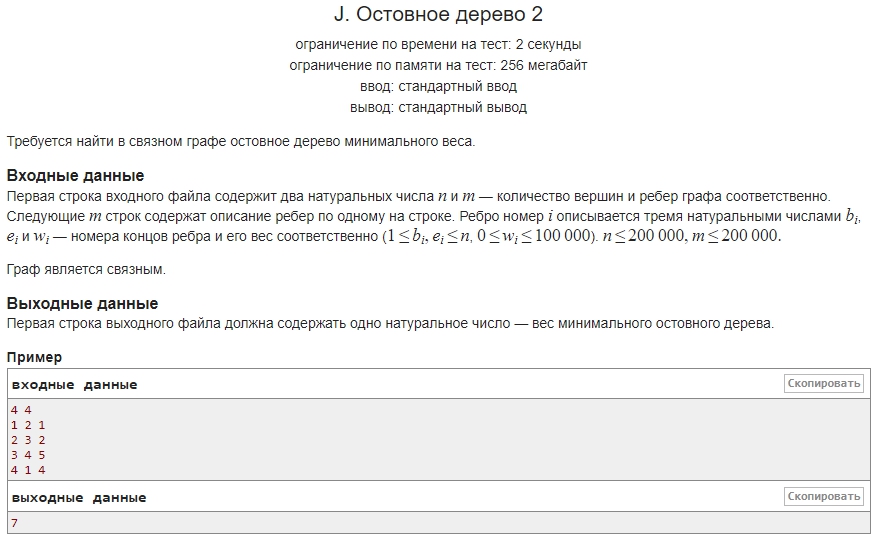 J. Остовное дерево 2
ограничение по времени на тест: 2 секунды
ограничение по памяти на тест: 256 мегабайт
ввод: стандартный ввод
вывод: стандартный вывод
Требуется найти в связном графе остовное дерево минимального веса.
Входные данные
Первая строка входного файла содержит два натуральных числа n и m — количество вершин и ребер графа соответственно.
Следующие m строк содержат описание ребер по одному на строке. Ребро номер i описывается тремя натуральными числами b_i,
e_i и w_i — номера концов ребра и его вес соответственно (1 ≤ b_i, e_i ≤ n, 0 ≤ w_i ≤ 100 000). n ≤ 200 000, m ≤ 200 000.
Граф является связным.
Выходные данные
Первая строка выходного файла должна содержать одно натуральное число — вес минимального остовного дерева.
Пример
входные данные Скопировать
4 4
1 2 1
2 3 2
3 4 5
4 1 4
выходные данные Скопировать
7